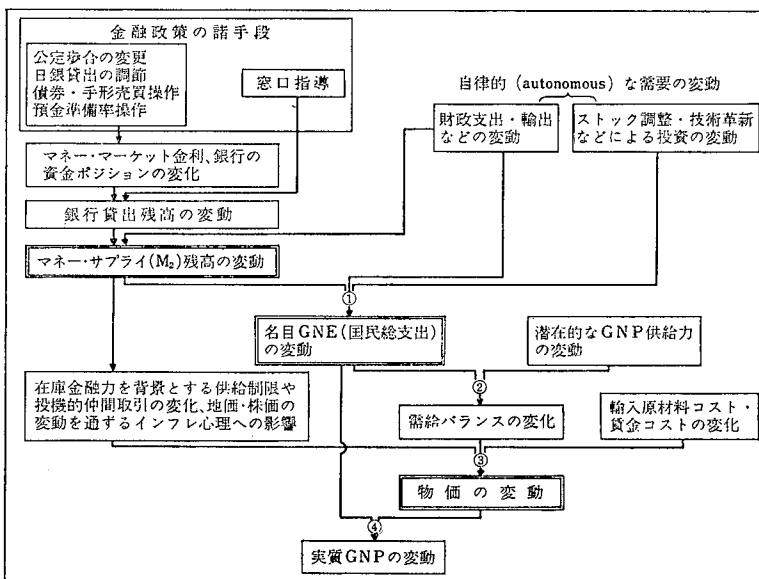 金融政策の諸手段
公定歩合の変更
日銀貸出の調節
債券・手形売買操作
預金準備率操作
窓口指導
自律的(autonomous)な需要の変動
財政支出・輸出
などの変動
ストック調整・技術革新
などによる投資の変動
マネー・マーケット金利、銀行の
資金ポジションの変化
銀行貸出残高の変動
マネー・サプライ(M₂)残高の変動
①
名目GNE(国民総支出)
の変動
潜在的なGNP供給力
の変動
②
在庫金融力を背景とする供給制限や
投機的仲間取引の変化、地価・株価の
変動を通ずるインフレ心理への影響
需給バランスの変化
輸入原材料コスト・
賃金コストの変化
③
物価の変動
④
実質GNPの変動